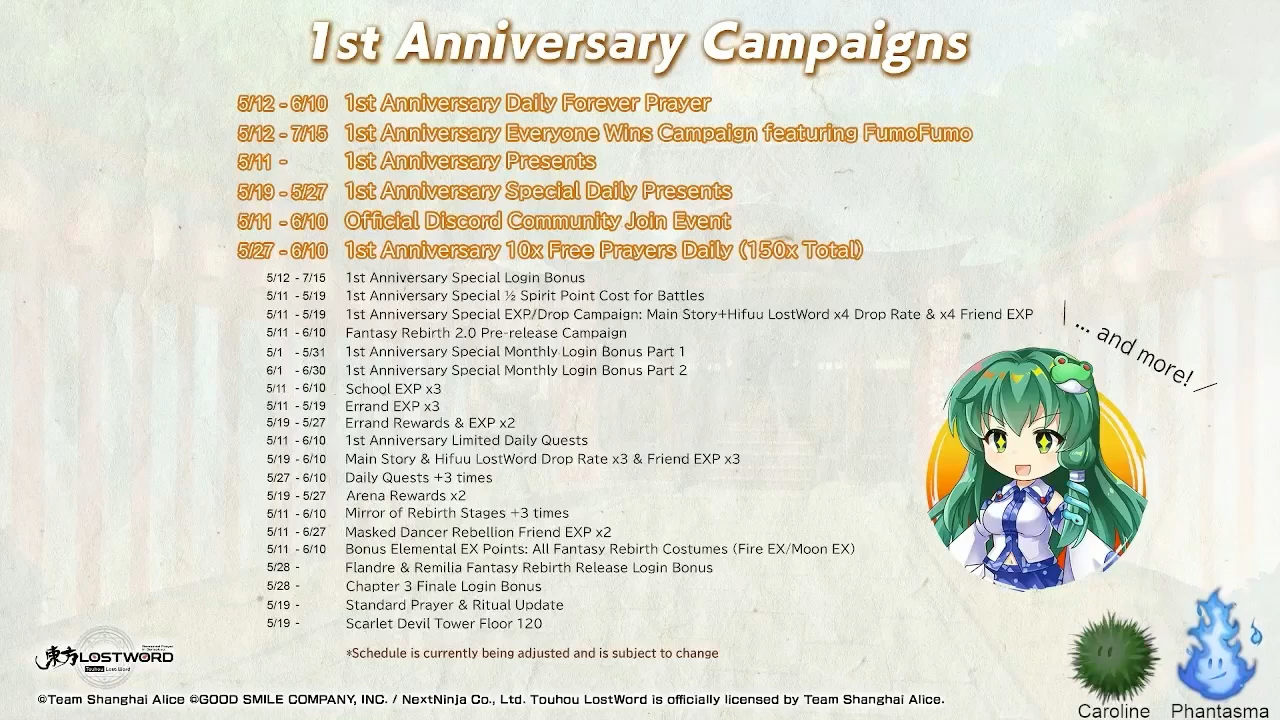 1st Anniversary Campaigns
5/12 - 6/10 1st Anniversary Daily Forever Prayer
5/12 - 7/15 1st Anniversary Everyone Wins Campaign featuring FumoFumo
5/11 - 1st Anniversary Presents
5/19 - 5/27 1st Anniversary Special Daily Presents
5/11 - 6/10 Official Discord Community Join Event
5/27 - 6/10 1st Anniversary 10x Free Prayers Daily (150x Total)
5/12 - 7/15 1st Anniversary Special Login Bonus
5/11 - 5/19 1st Anniversary Special ½ Spirit Point Cost for Battles
5/11 - 5/19 1st Anniversary Special EXP/Drop Campaign: Main Story+Hifuu LostWord x4 Drop Rate & x4 Friend EXP
5/11 - 6/10 Fantasy Rebirth 2.0 Pre-release Campaign
5/1 - 5/31 1st Anniversary Special Monthly Login Bonus Part 1
6/1 - 6/30 1st Anniversary Special Monthly Login Bonus Part 2
5/11 - 6/10 School EXP x3
5/11 - 5/19 Errand EXP x3
5/19 - 5/27 Errand Rewards & EXP x2
5/11 - 6/10 1st Anniversary Limited Daily Quests
5/19 - 6/10 Main Story & Hifuu LostWord Drop Rate x3 & Friend EXP x3
5/27 - 6/10 Daily Quests +3 times
5/19 - 5/27 Arena Rewards x2
5/11 - 6/10 Mirror of Rebirth Stages +3 times
5/11 - 6/27 Masked Dancer Rebellion Friend EXP x2
5/11 - 6/10 Bonus Elemental EX Points: All Fantasy Rebirth Costumes (Fire EX/Moon EX)
5/28 - Flandre & Remilia Fantasy Rebirth Release Login Bonus
5/28 - Chapter 3 Finale Login Bonus
5/19 - Standard Prayer & Ritual Update
5/19 - Scarlet Devil Tower Floor 120
... and more!
*Schedule is currently being adjusted and is subject to change
東方LOSTWORD
Touhou Lost Word
Caroline Phantasma
©Team Shanghai Alice ©GOOD SMILE COMPANY, INC. / NextNinja Co., Ltd. Touhou LostWord is officially licensed by Team Shanghai Alice.